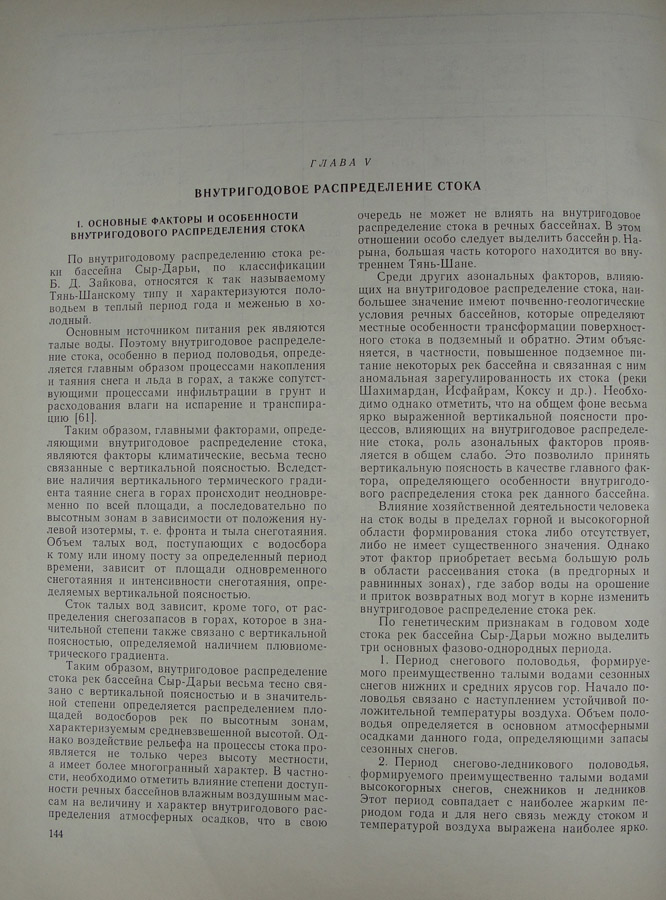 ГЛАВА V
ВНУТРИГОДОВОЕ РАСПРЕДЕЛЕНИЕ СТОКА
1. ОСНОВНЫЕ ФАКТОРЫ И ОСОБЕННОСТИ
ВНУТРИГОДОВОГО РАСПРЕДЕЛЕНИЯ СТОКА
По внутригодовому распределению стока ре-
ки бассейна Сыр-Дарьи, по классификации
Б. Д. Зайкова, относятся к так называемому
Тянь-Шанскому типу и характеризуются поло-
водьем в теплый период года и меженью в хо-
лодный.
Основным источником питания рек являются
талые воды. Поэтому внутригодовое распределе-
ние стока, особенно в период половодья, опреде-
ляется главным образом процессами накопления
и таяния снега и льда в горах, а также сопутст-
вующими процессами инфильтрации в грунт и
расходования влаги на испарение и транспира-
цию [61].
Таким образом, главными факторами, опреде-
ляющими внутригодовое распределение стока,
являются факторы климатические, весьма тесно
связанные с вертикальной поясностью. Вследст-
вие наличия вертикального термического гради-
ента таяние снега в горах происходит неодновре-
менно по всей площади, а последовательно по
высотным зонам в зависимости от положения ну-
левой изотермы, т. е. фронта и тыла снеготаяния.
Объем талых вод, поступающих с водосбора
к тому или иному посту за определенный период
времени, зависит от площади одновременного
снеготаяния и интенсивности снеготаяния, опре-
деляемых вертикальной поясностью.
Сток талых вод зависит, кроме того, от рас-
пределения снегозапасов в горах, которое в зна-
чительной степени также связано с вертикальной
поясностью, определяемой наличием плювиоме-
трического градиента.
Таким образом, внутригодовое распределение
стока рек бассейна Сыр-Дарьи весьма тесно свя-
зано с вертикальной поясностью и в значитель-
ной степени определяется распределением пло-
щадей водосборов рек по высотным зонам,
характеризуемым средневзвешенной высотой. Од-
нако воздействие рельефа на процессы стока про-
является не только через высоту местности,
а имеет более многогранный характер. В частно-
сти, необходимо отметить влияние степени доступ-
ности речных бассейнов влажным воздушным мас-
сам на величину и характер внутригодового рас-
пределения атмосферных осадков, что в свою
144
очередь не может не влиять на внутригодовое
распределение стока в речных бассейнах. В этом
отношении особо следует выделить бассейн р. На-
рына, большая часть которого находится во вну-
треннем Тянь-Шане.
Среди других азональных факторов, влияю-
щих на внутригодовое распределение стока, наи-
большее значение имеют почвенно-геологические
условия речных бассейнов, которые определяют
местные особенности трансформации поверхност-
ного стока в подземный и обратно. Этим объяс-
няется, в частности, повышенное подземное пи-
тание некоторых рек бассейна и связанная с ним
аномальная зарегулированность их стока (реки
Шахимардан, Исфайрам, Коксу и др.). Необхо-
димо однако отметить, что на общем фоне весьма
ярко выраженной вертикальной поясности про-
цессов, влияющих на внутригодовое распределе-
ние стока, роль азональных факторов прояв-
ляется в общем слабо. Это позволило принять
вертикальную поясность в качестве главного фак-
тора, определяющего особенности внутригодо-
вого распределения стока рек данного бассейна.
Влияние хозяйственной деятельности человека
на сток воды в пределах горной и высокогорной
области формирования стока либо отсутствует,
либо не имеет существенного значения. Однако
этот фактор приобретает весьма большую роль
в области рассеивания стока (в предгорных и
равнинных зонах), где забор воды на орошение
и приток возвратных вод могут в корне изменить
внутригодовое распределение сток рек.
По генетическим признакам в годовом ходе
стока рек бассейна Сыр-Дарьи можно выделить
три основных фазово-однородных периода.
1. Период снегового половодья, формируе-
мого преимущественно талыми водами сезонных
снегов нижних и средних ярусов гор. Начало по-
ловодья связано с наступлением устойчивой по-
ложительной температуры воздуха. Объем поло-
водья определяется в основном атмосферными
осадками данного года, определяющими запасы
сезонных снегов.
2. Период снегово-ледникового половодья,
формируемого преимущественно талыми водами
высокогорных снегов, снежников и ледников
Этот период совпадает с наиболее жарким пе-
риодом года и для него связь между стоком и
температурой воздуха выражена наиболее ярко.